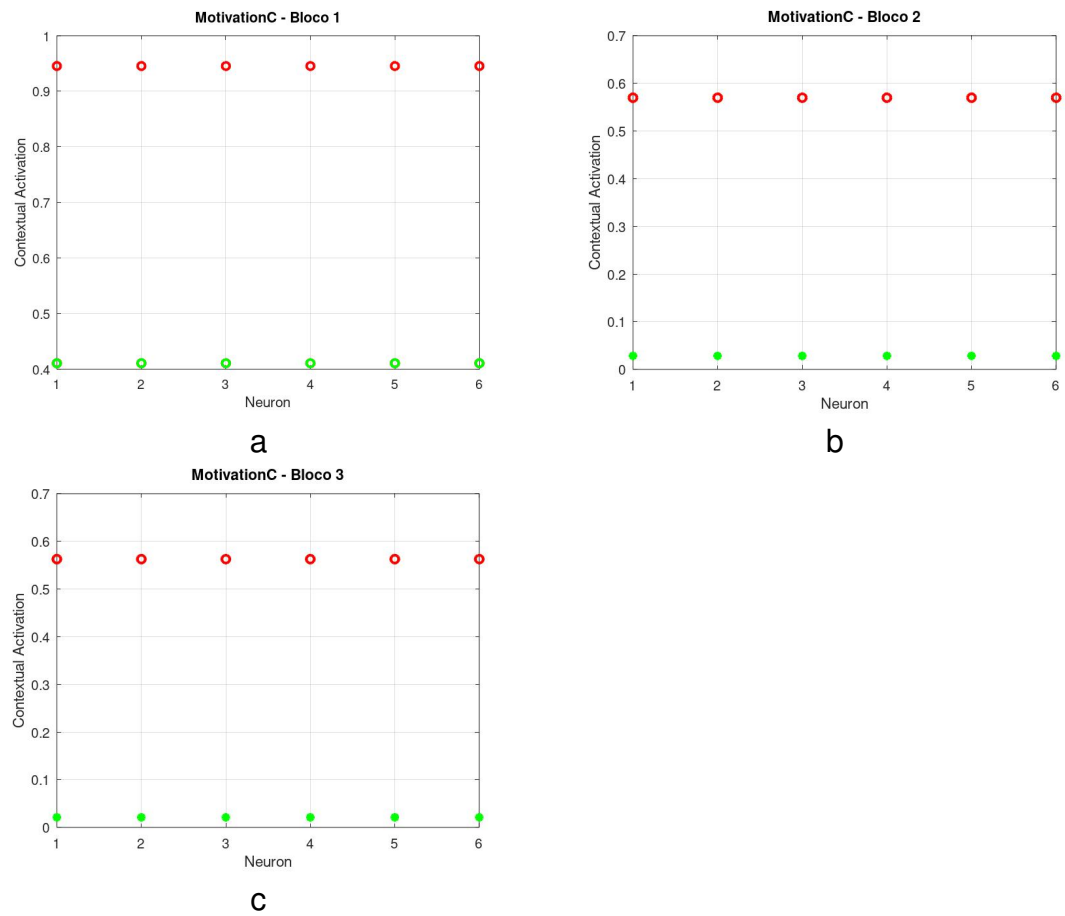 MotivationC - Bloco 1
1
0.9
0.8
0.7
0.6
0.5
0.4
Contextual Activation
1 2 3 4 5 6
Neuron
a
MotivationC - Bloco 2
0.7
0.6
0.5
0.4
0.3
0.2
0.1
0
Contextual Activation
1 2 3 4 5 6
Neuron
b
MotivationC - Bloco 3
0.7
0.6
0.5
0.4
0.3
0.2
0.1
0
Contextual Activation
1 2 3 4 5 6
Neuron
c